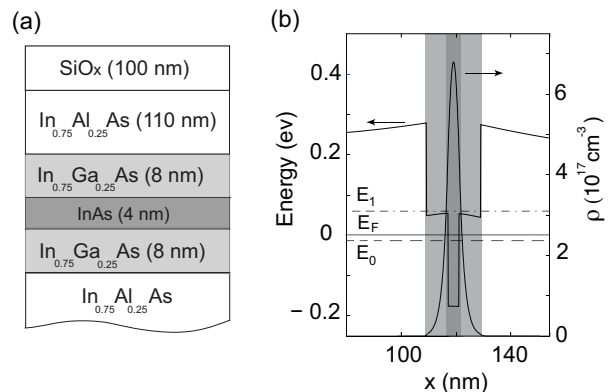 (a)
SiOx (100 nm)
In0.75Al0.25As (110 nm)
In0.75Ga0.25As (8 nm)
InAs (4 nm)
In0.75Ga0.25As (8 nm)
In0.75Al0.25As
(b)
0.4
0.2
0
− 0.2
Energy (ev)
E1
EF
E0
6
4
2
0
ρ (10^17 cm^-3)
100
140
x (nm)